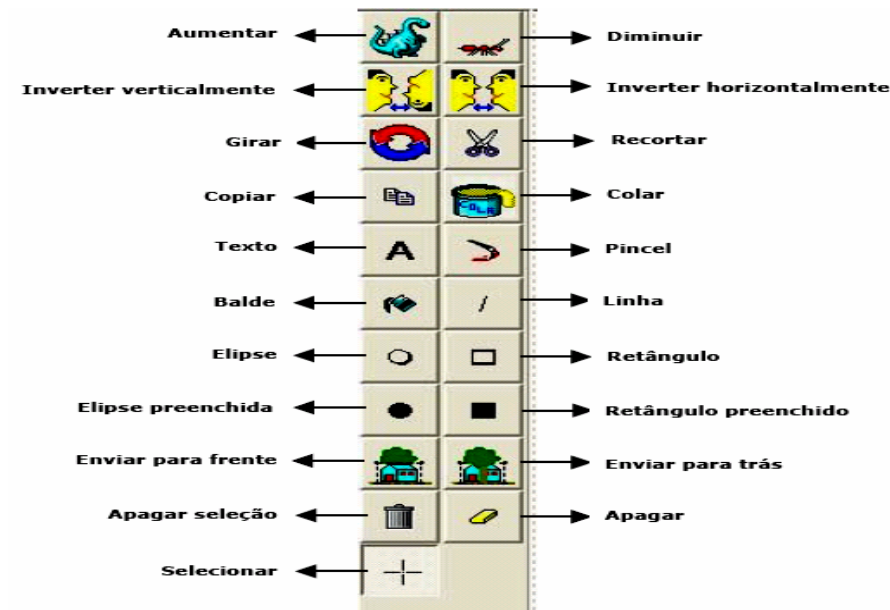 Aumentar
Diminuir
Inverter verticalmente
Inverter horizontalmente
Girar
Recortar
Copiar
Colar
COLA
Texto
A
Pincel
Balde
Linha
Elipse
Retângulo
Elipse preenchida
Retângulo preenchido
Enviar para frente
Enviar para trás
Apagar seleção
Apagar
Selecionar